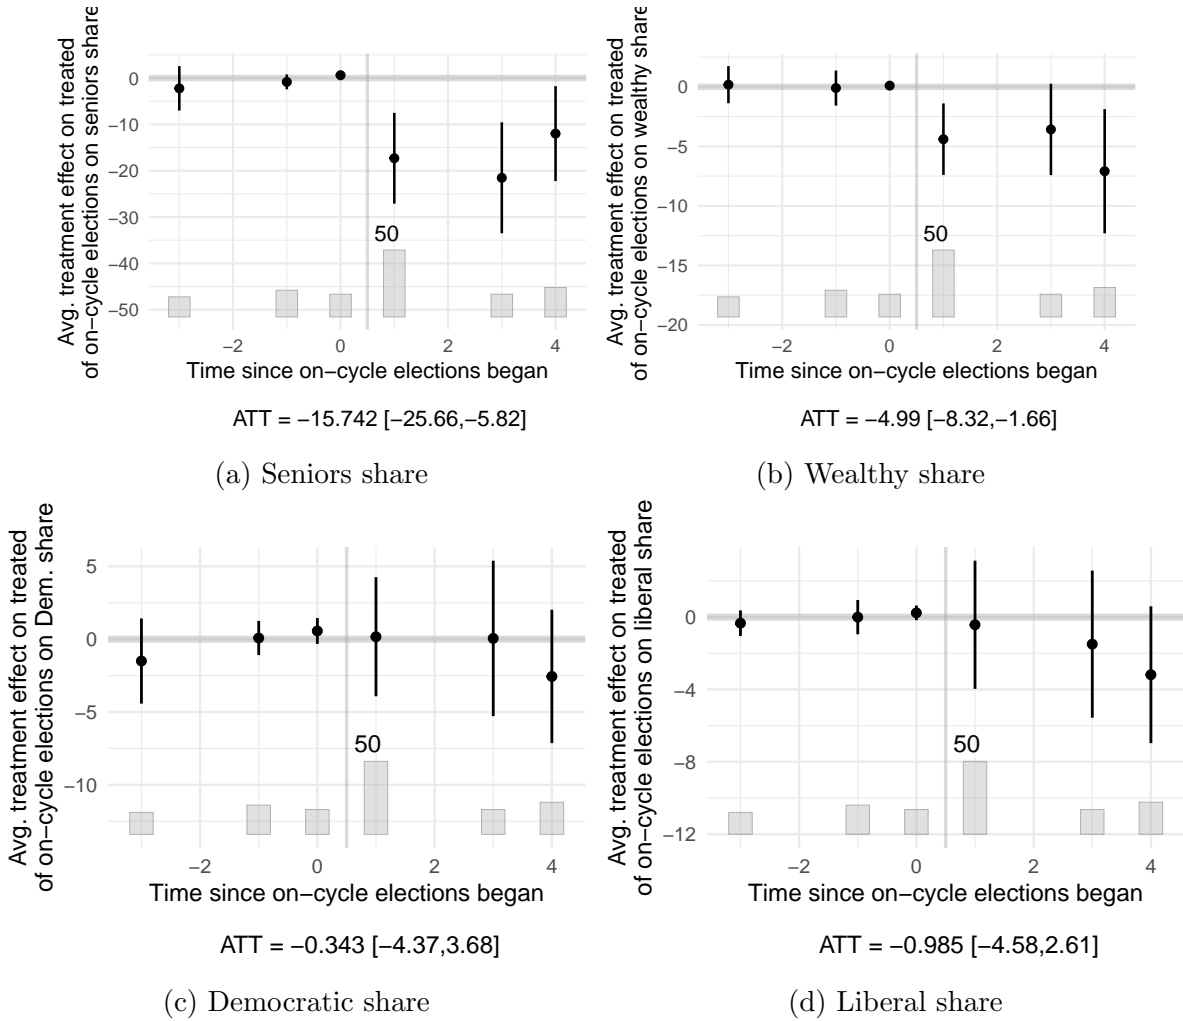 Avg. treatment effect on treated
of on−cycle elections on seniors share
0
−10
−20
−30
−40
−50
50
−2
0
2
4
Time since on−cycle elections began
ATT = −15.742 [−25.66,−5.82]
(a) Seniors share
Avg. treatment effect on treated
of on−cycle elections on wealthy share
0
−5
−10
−15
−20
50
−2
0
2
4
Time since on−cycle elections began
ATT = −4.99 [−8.32,−1.66]
(b) Wealthy share
Avg. treatment effect on treated
of on−cycle elections on Dem. share
5
0
−5
−10
50
−2
0
2
4
Time since on−cycle elections began
ATT = −0.343 [−4.37,3.68]
(c) Democratic share
Avg. treatment effect on treated
of on−cycle elections on liberal share
0
−4
−8
−12
50
−2
0
2
4
Time since on−cycle elections began
ATT = −0.985 [−4.58,2.61]
(d) Liberal share